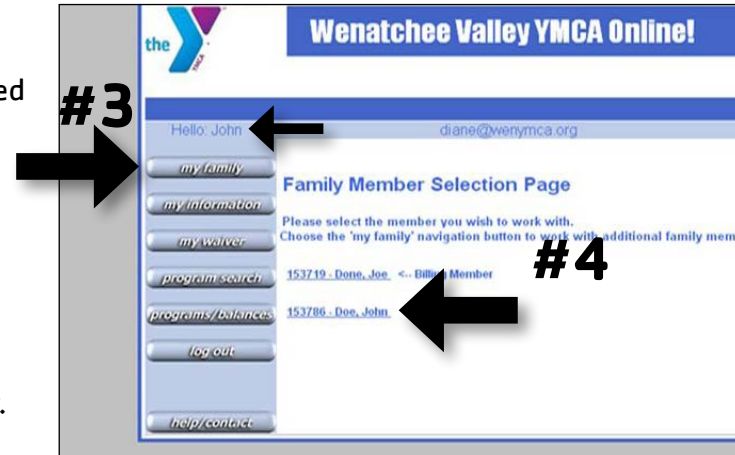 the
YMCA
Wenatchee Valley YMCA Online!
ed
#3
Hello: John
diane@wenymca.org
my family
Family Member Selection Page
my information
Please select the member you wish to work with.
Choose the 'my family' navigation button to work with additional family mem
my waiver
#4
program search
153719 - Done, Joe <-- Billing Member
programs/balances
153786 - Doe, John
log out
.
help/contact